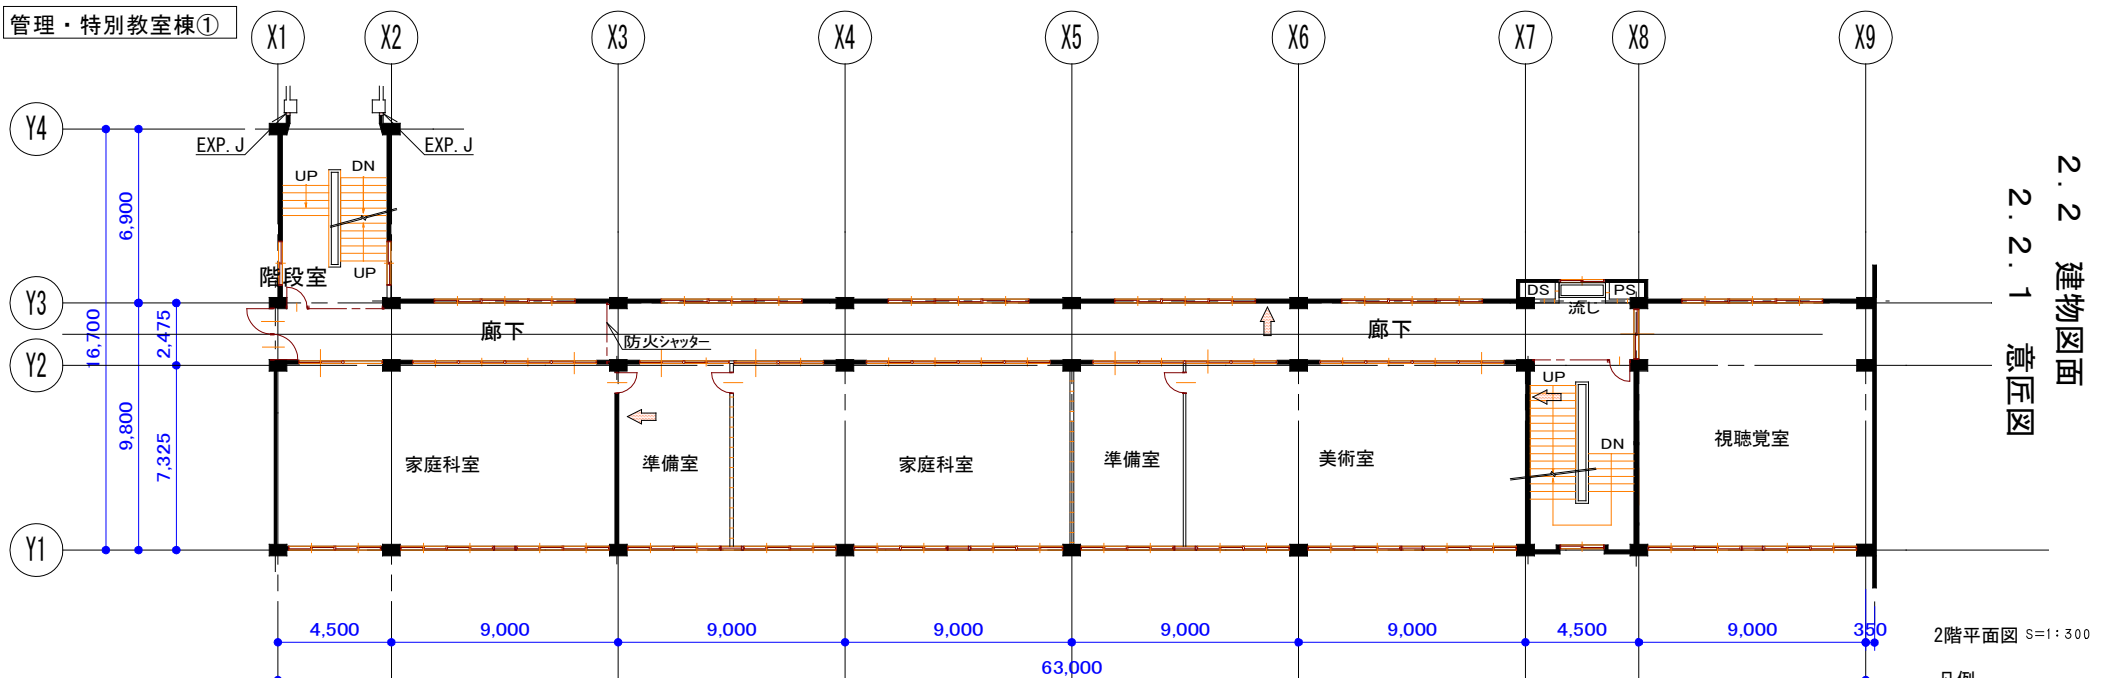 管理・特別教室棟①
X1 X2 X3 X4 X5 X6 X7 X8 X9
Y4
EXP.J EXP.J
UP DN
6,900
階段室 UP
Y3
DS PS
流し
16,700 2,475
廊下 廊下
防火シャッター
Y2
UP
9,800 7,325
DN
家庭科室 準備室 家庭科室 準備室 美術室 視聴覚室
Y1
4,500 9,000 9,000 9,000 9,000 9,000 4,500 9,000 350
63,000
2階平面図 S=1:300
2.2 建物図面
2.2.1 意匠図